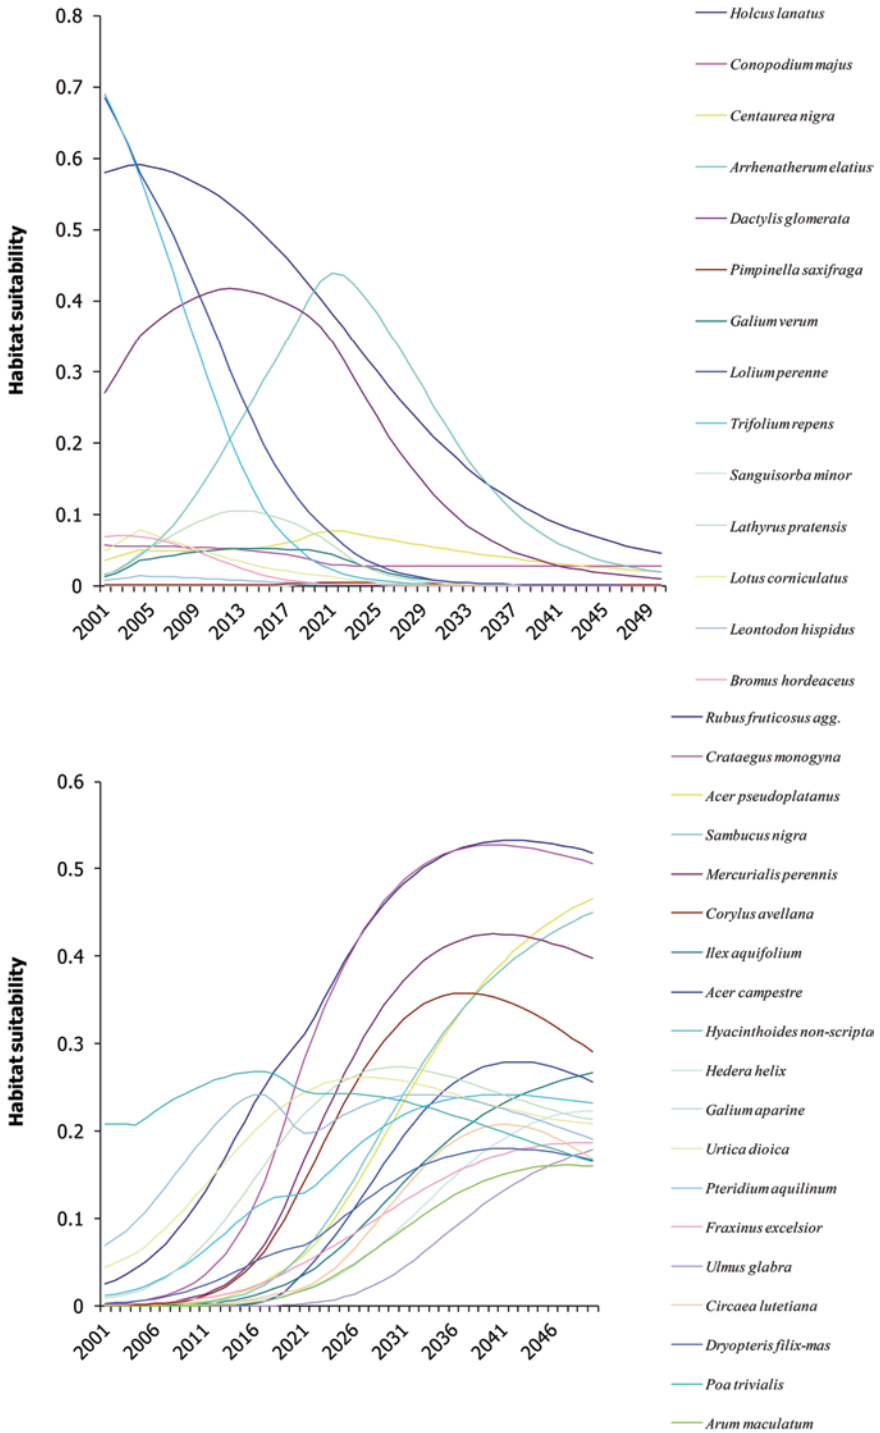 0.8
0.7
0.6
0.5
0.4
0.3
0.2
0.1
0
Habitat suitability
2001
2005
2009
2013
2017
2021
2025
2029
2033
2037
2041
2045
2049
Holcus lanatus
Conopodium majus
Centaurea nigra
Arrhenatherum elatius
Dactylis glomerata
Pimpinella saxifraga
Galium verum
Lolium perenne
Trifolium repens
Sanguisorba minor
Lathyrus pratensis
Lotus corniculatus
Leontodon hispidus
Bromus hordeaceus
0.6
0.5
0.4
0.3
0.2
0.1
0
Habitat suitability
2001
2006
2011
2016
2021
2026
2031
2036
2041
2046
Rubus fruticosus agg.
Crataegus monogyna
Acer pseudoplatanus
Sambucus nigra
Mercurialis perennis
Corylus avellana
Ilex aquifolium
Acer campestre
Hyacinthoides non-scripta
Hedera helix
Galium aparine
Urtica dioica
Pteridium aquilinum
Fraxinus excelsior
Ulmus glabra
Circaea lutetiana
Dryopteris filix-mas
Poa trivialis
Arum maculatum